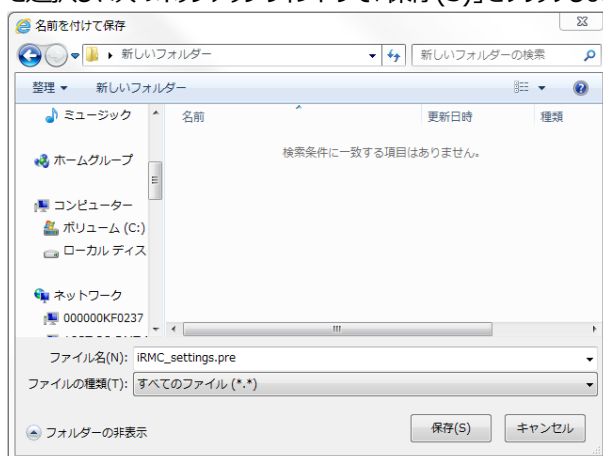 名前を付けて保存
新しいフォルダー
新しいフォルダーの検索
整理
新しいフォルダー
ミュージック
名前
更新日時
種類
検索条件に一致する項目はありません。
ホームグループ
コンピューター
ボリューム (C:)
ローカル ディス
ネットワーク
000000KF0237
ファイル名(N): iRMC_settings.pre
ファイルの種類(T): すべてのファイル (*.*)
フォルダーの非表示
保存(S)
キャンセル